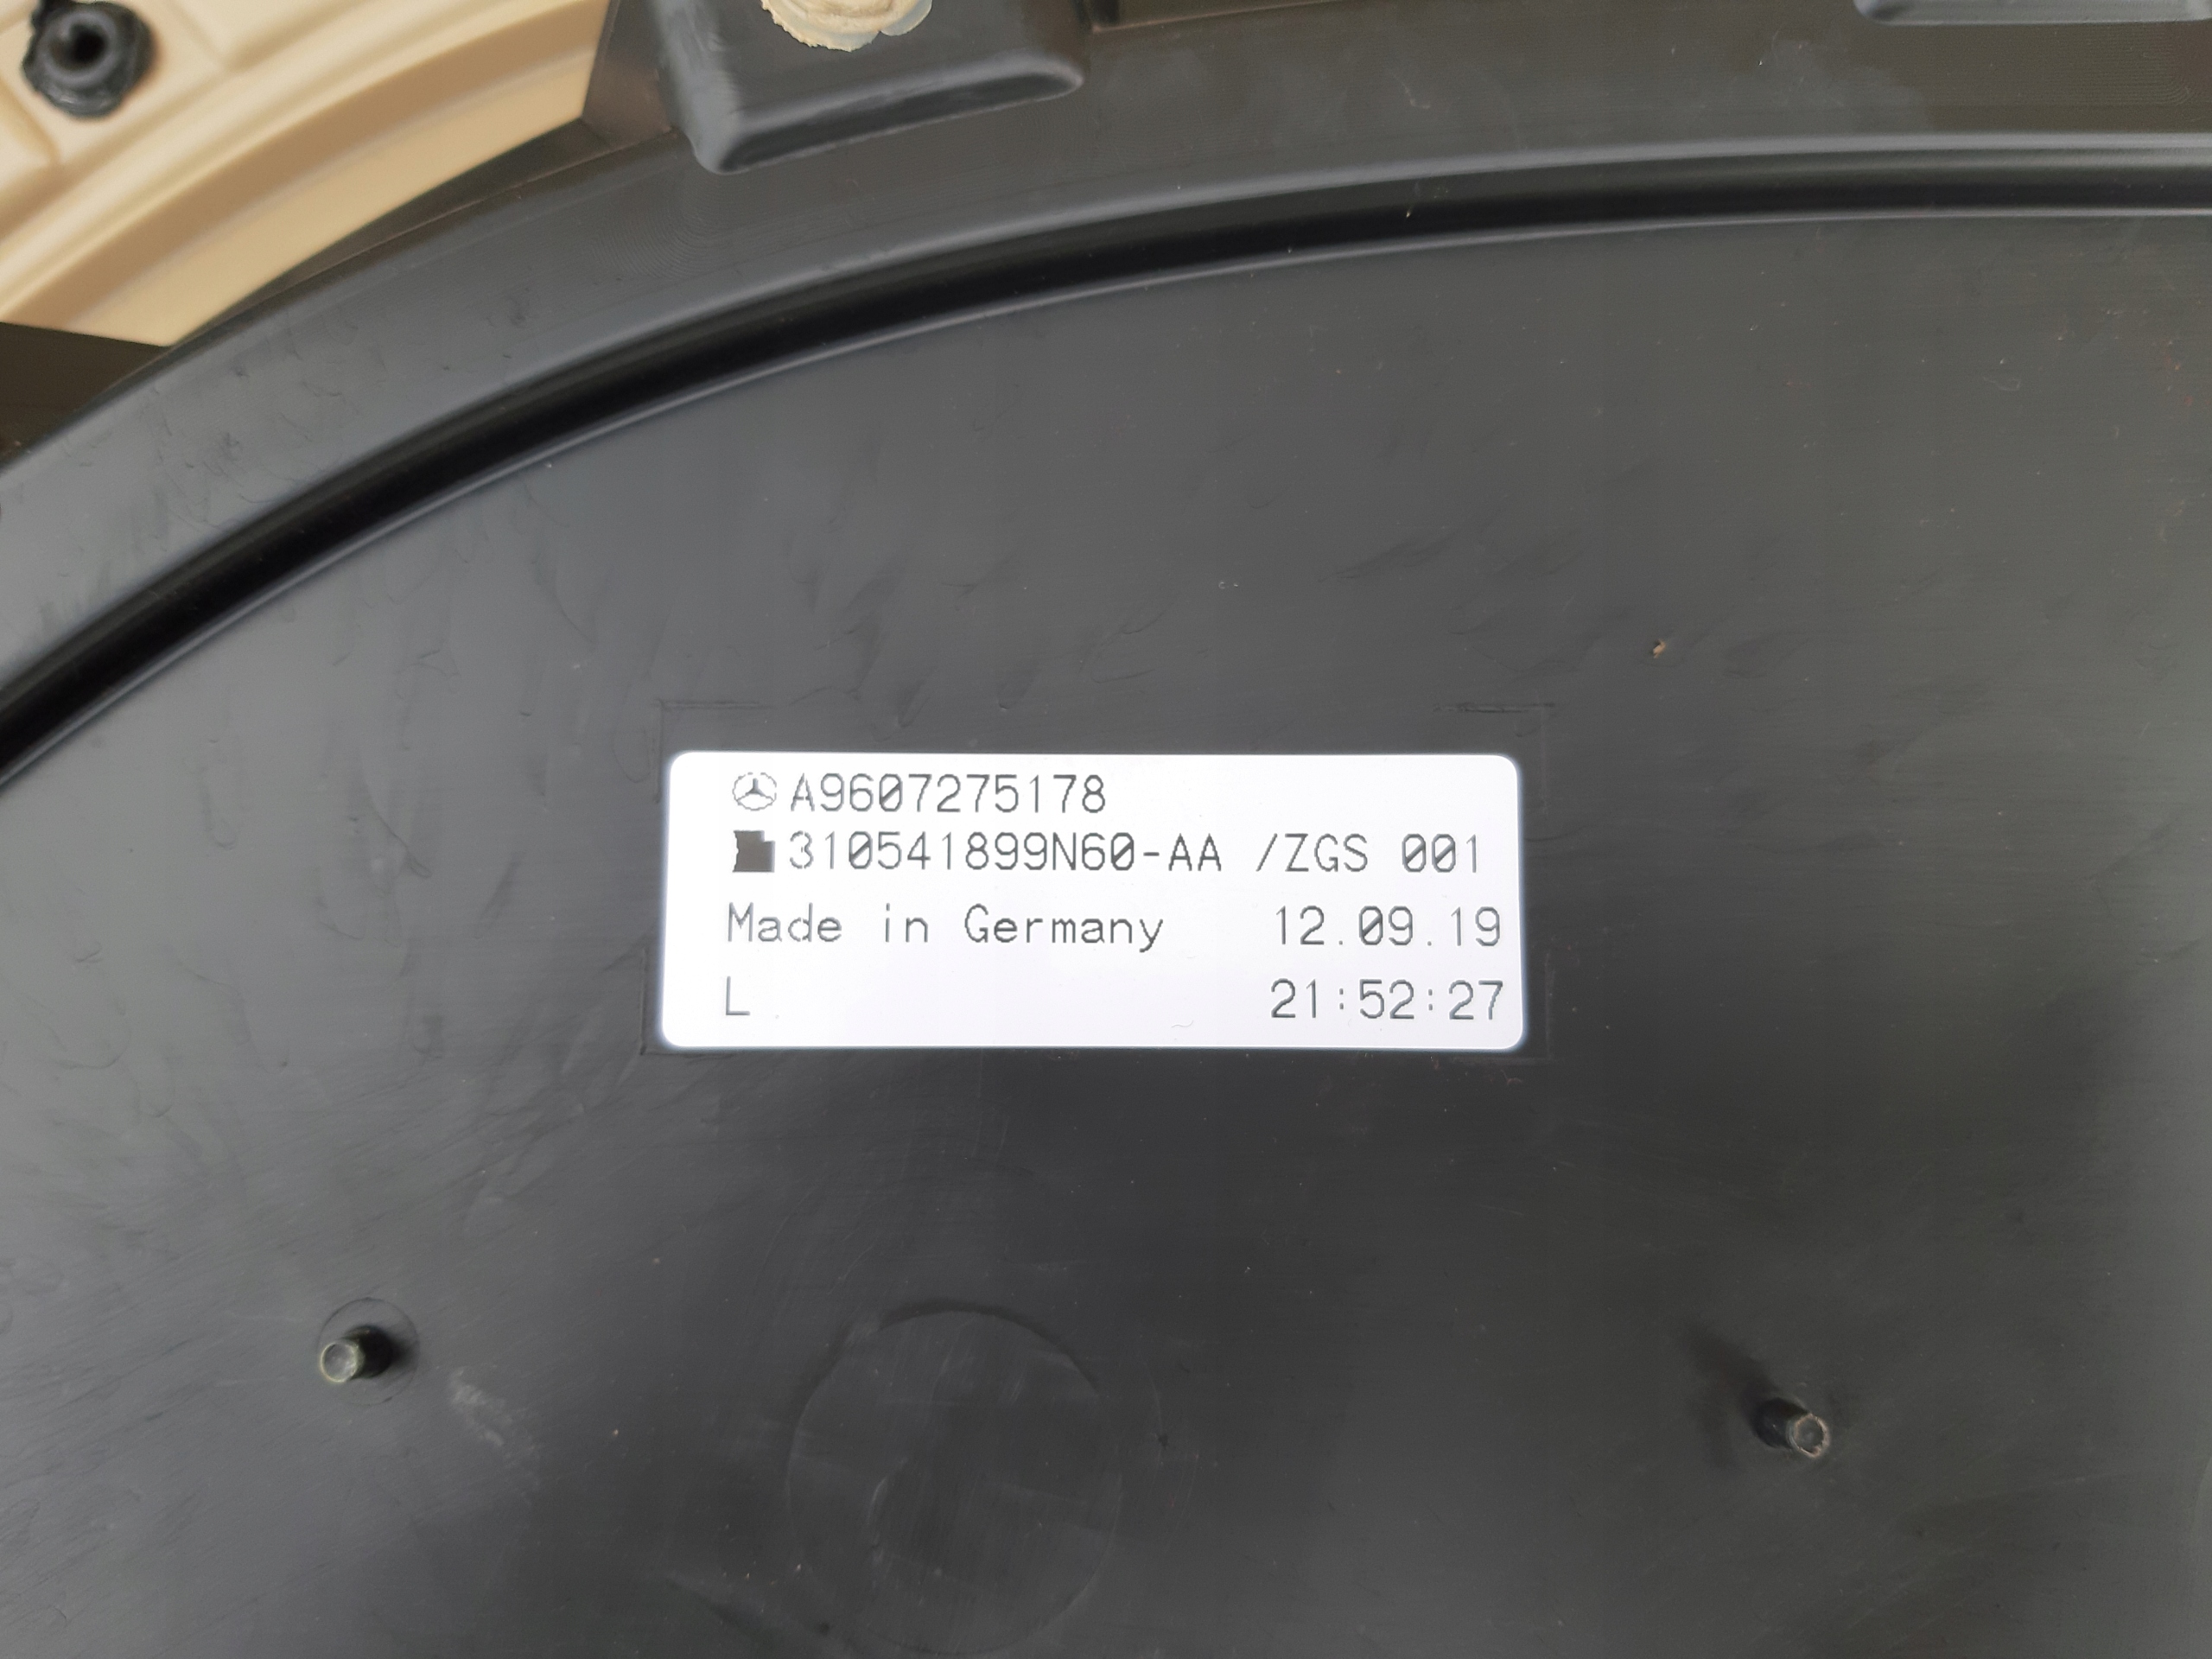 A9607275178
310541899N60-AA /ZGS 001
Made in Germany 12.09.19
L 21:52:27